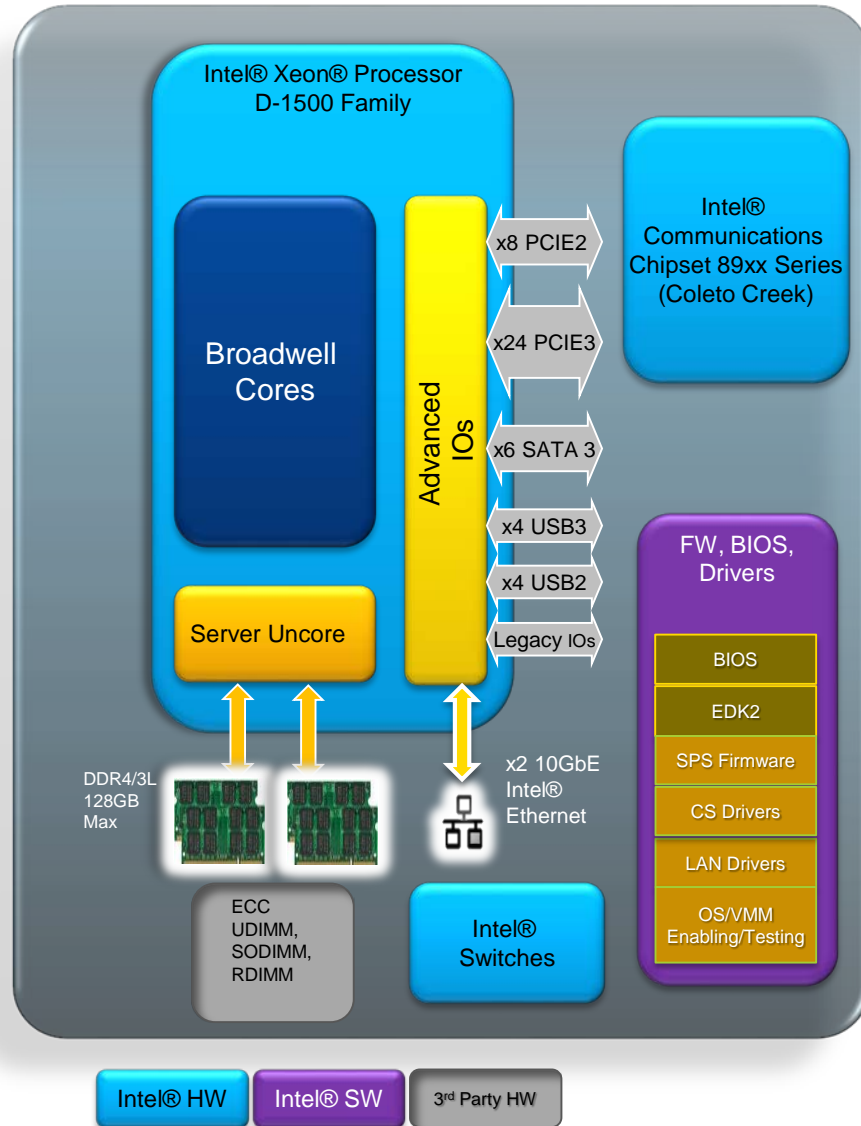 Intel® Xeon® Processor
D-1500 Family
Broadwell
Cores
Advanced
IOs
Server Uncore
x8 PCIE2
x24 PCIE3
x6 SATA 3
x4 USB3
x4 USB2
Legacy IOs
Intel®
Communications
Chipset 89xx Series
(Coleto Creek)
FW, BIOS,
Drivers
BIOS
EDK2
SPS Firmware
CS Drivers
LAN Drivers
OS/VMM
Enabling/Testing
DDR4/3L
128GB
Max
x2 10GbE
Intel®
Ethernet
ECC
UDIMM,
SODIMM,
RDIMM
Intel®
Switches
Intel® HW
Intel® SW
3rd Party HW